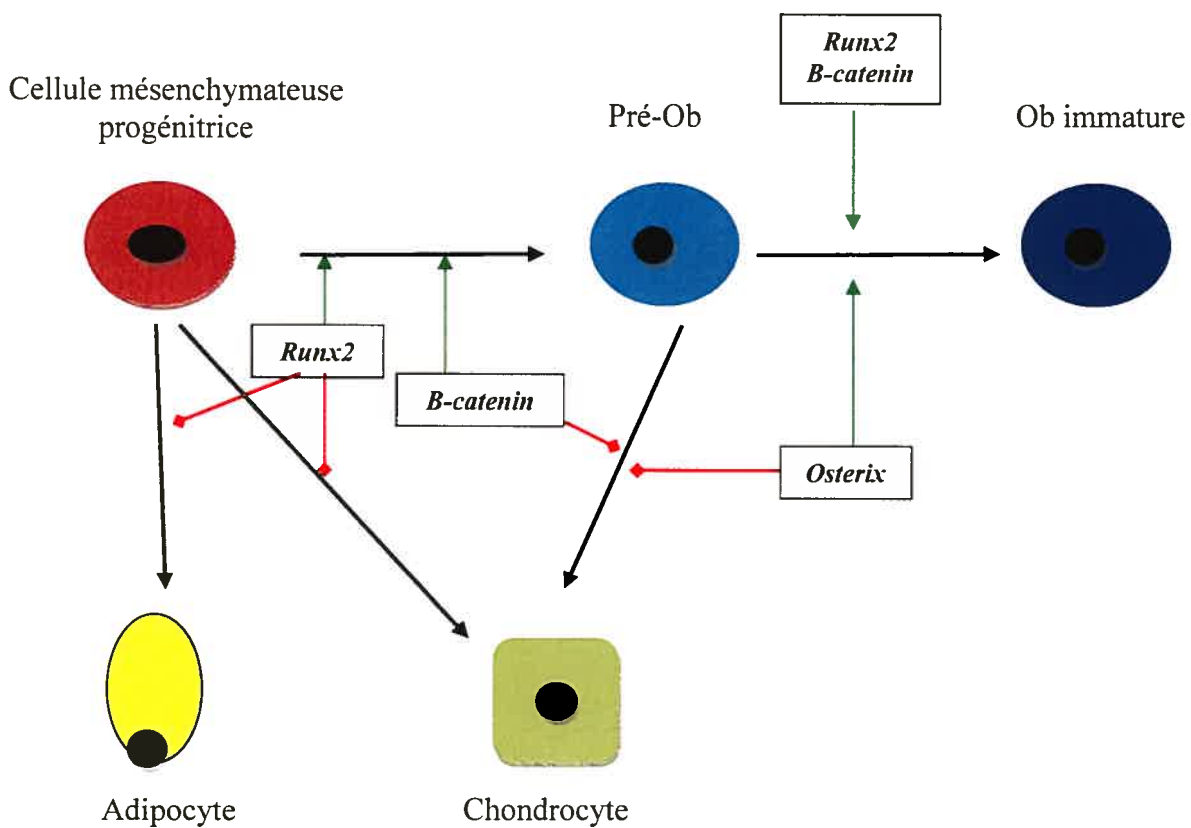 Runx2
B-catenin
Cellule mésenchymateuse
progénitrice
Pré-Ob
Ob immature
Runx2
B-catenin
Osterix
Adipocyte
Chondrocyte